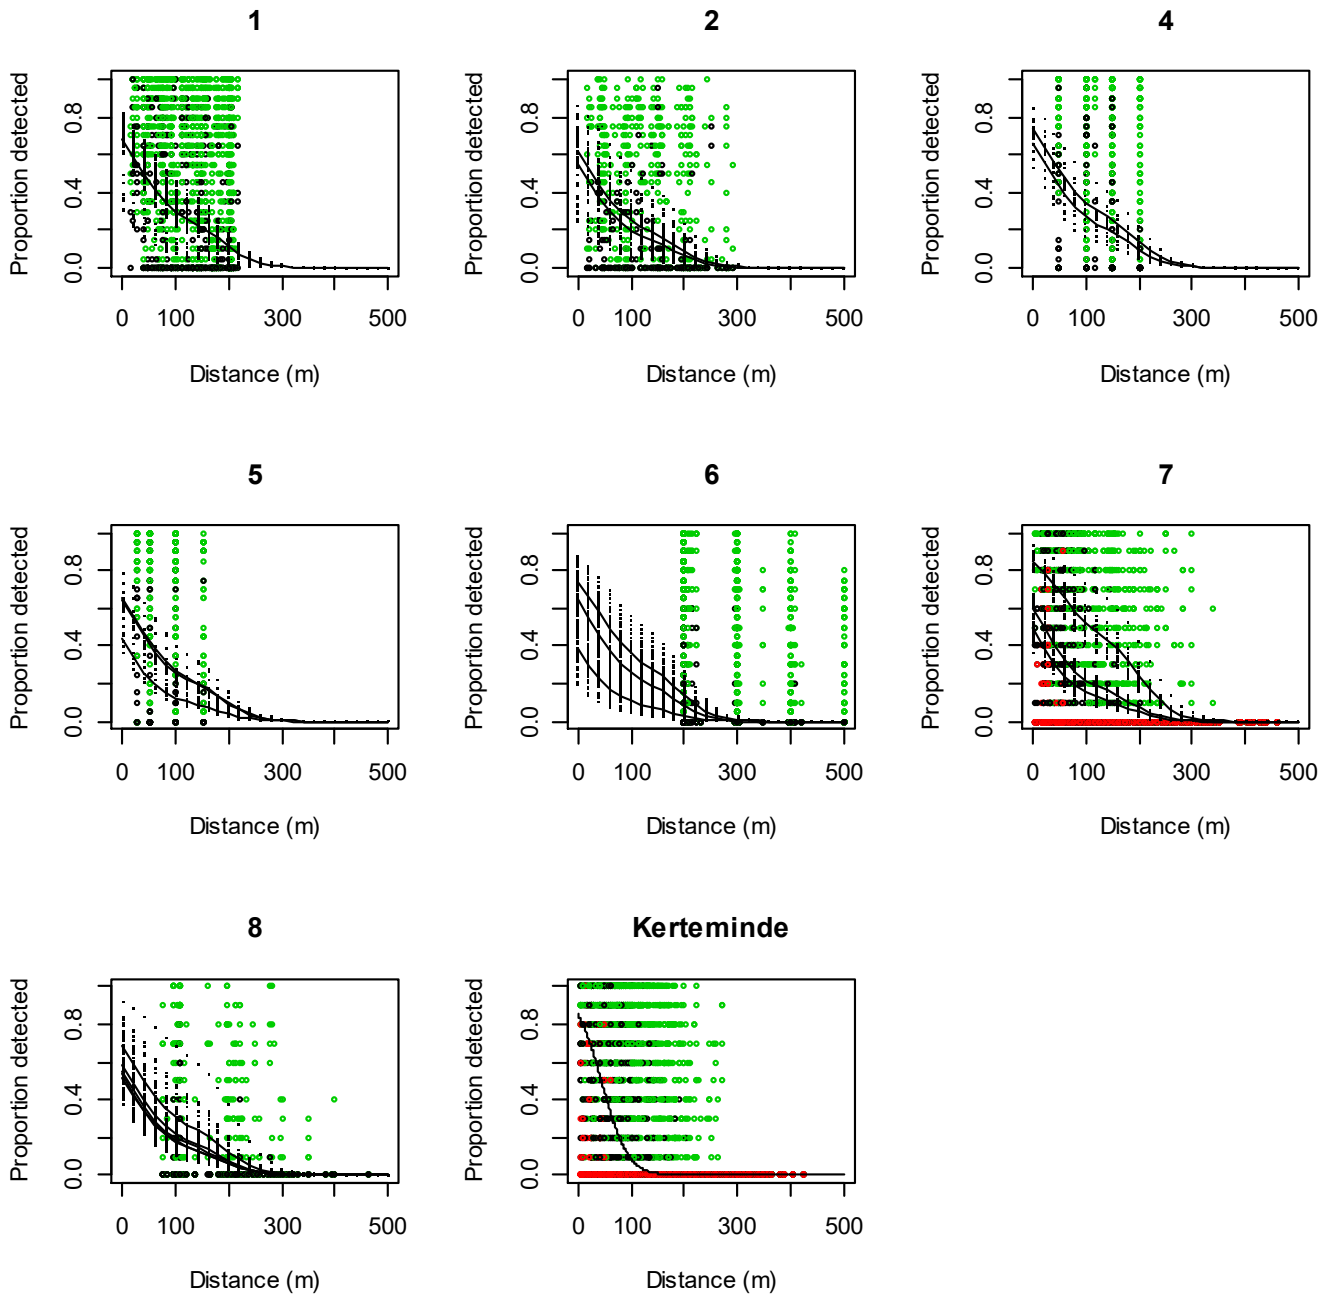 1 2 4
Proportion detected Proportion detected Proportion detected
0.8 0.8 0.8
0.4 0.4 0.4
0.0 0.0 0.0
0 100 300 500 0 100 300 500 0 100 300 500
Distance (m) Distance (m) Distance (m)
5 6 7
Proportion detected Proportion detected Proportion detected
0.8 0.8 0.8
0.4 0.4 0.4
0.0 0.0 0.0
0 100 300 500 0 100 300 500 0 100 300 500
Distance (m) Distance (m) Distance (m)
8 Kerteminde
Proportion detected Proportion detected
0.8 0.8
0.4 0.4
0.0 0.0
0 100 300 500 0 100 300 500
Distance (m) Distance (m)